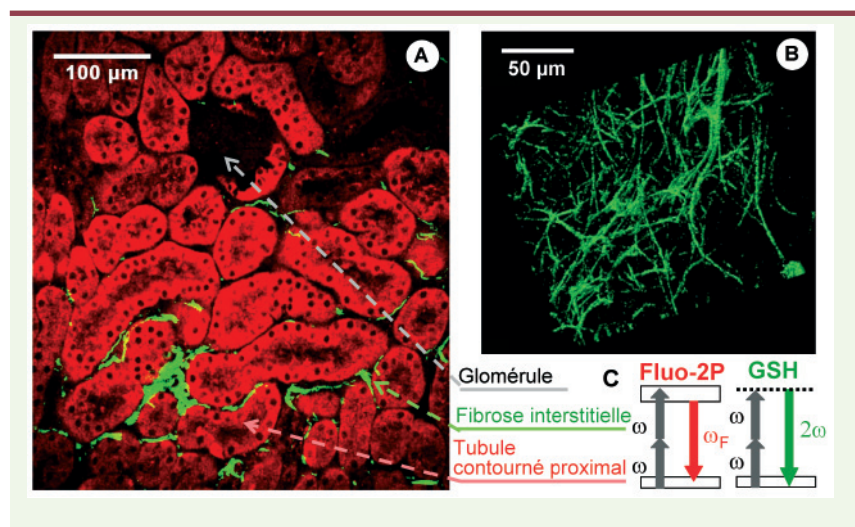 100 µm
A
50 µm
B
Glomérule
Fibrose interstitielle
Tubule
contourné proximal
C
Fluo-2P
GSH
ω
ω
ωF
ω
ω
2ω